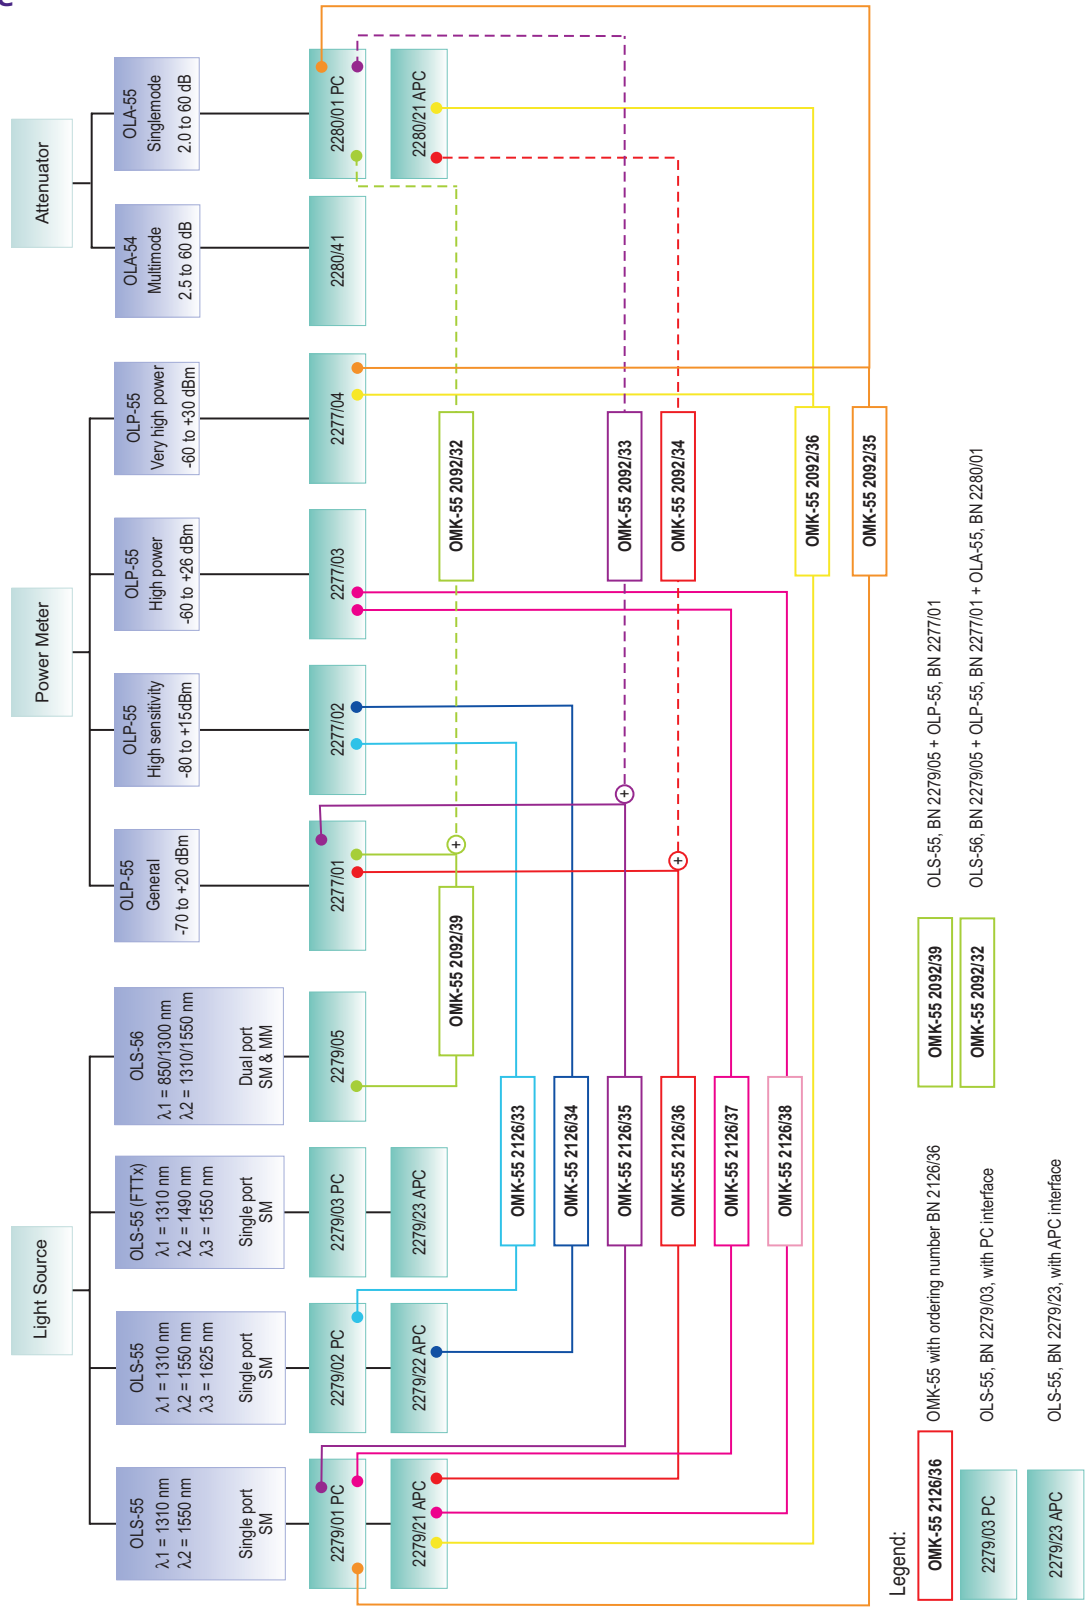 Light Source
Power Meter
Attenuator
OLS-55
λ1 = 1310 nm
λ2 = 1550 nm
Single port
SM
OLS-55
λ1 = 1310 nm
λ2 = 1550 nm
λ3 = 1625 nm
Single port
SM
OLS-55 (FTTx)
λ1 = 1310 nm
λ2 = 1490 nm
λ3 = 1550 nm
Single port
SM
OLS-56
λ1 = 850/1300 nm
λ2 = 1310/1550 nm
Dual port
SM & MM
OLP-55
General
-70 to +20 dBm
OLP-55
High sensitivity
-80 to +15dBm
OLP-55
High power
-60 to +26 dBm
OLP-55
Very high power
-60 to +30 dBm
OLA-54
Multimode
2.5 to 60 dB
OLA-55
Singlemode
2.0 to 60 dB
2279/01 PC
2279/02 PC
2279/03 PC
2279/05
2277/01
2277/02
2277/03
2277/04
2280/41
2280/01 PC
2279/21 APC
2279/22 APC
2279/23 APC
2280/21 APC
OMK-55 2092/39
+
OMK-55 2092/32
OMK-55 2126/33
OMK-55 2126/34
OMK-55 2126/35
+
OMK-55 2092/33
OMK-55 2126/36
+
OMK-55 2092/34
OMK-55 2126/37
OMK-55 2126/38
OMK-55 2092/36
OMK-55 2092/35
Legend:
OMK-55 2126/36
OMK-55 with ordering number BN 2126/36
2279/03 PC
OLS-55, BN 2279/03, with PC interface
2279/23 APC
OLS-55, BN 2279/23, with APC interface
OMK-55 2092/39
OLS-55, BN 2279/05 + OLP-55, BN 2277/01
OMK-55 2092/32
OLS-56, BN 2279/05 + OLP-55, BN 2277/01 + OLA-55, BN 2280/01